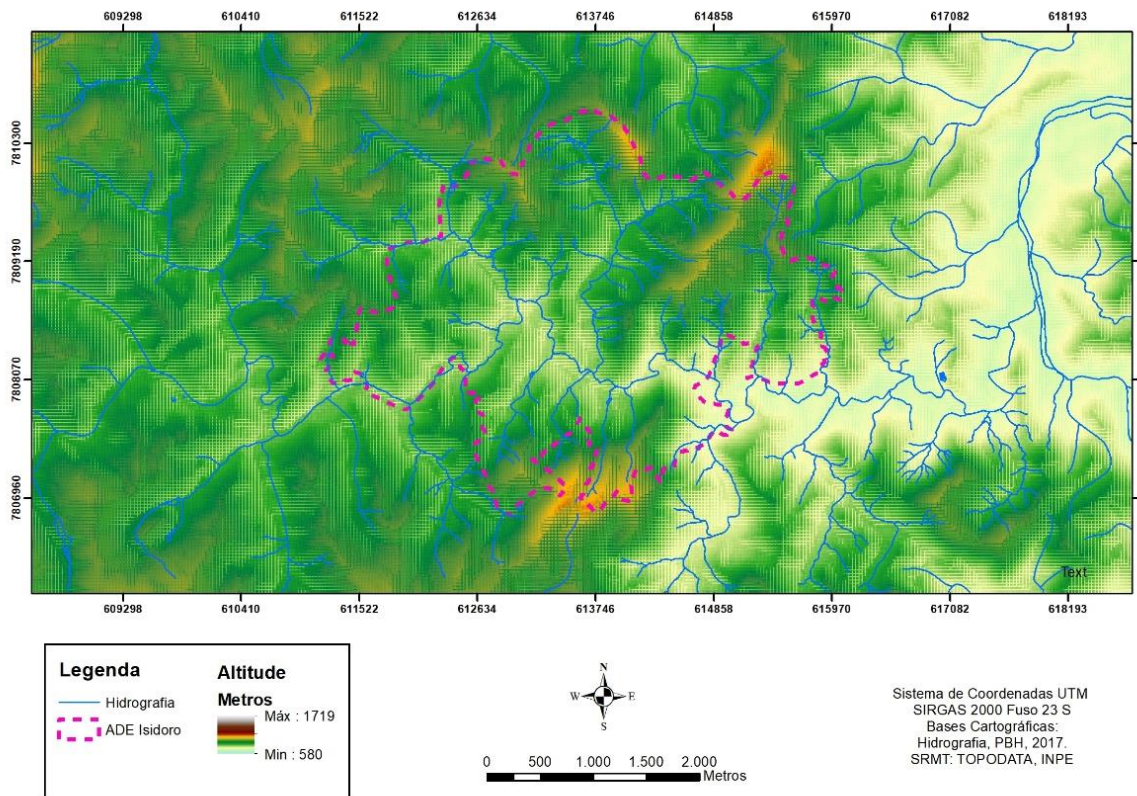 609298 610410 611522 612634 613746 614858 615970 617082 618193
7810300
7809190
7808070
7806960
Text
609298 610410 611522 612634 613746 614858 615970 617082 618193
Legenda
Hidrografia
ADE Isidoro
Altitude
Metros
Máx : 1719
Min : 580
N
W E
S
0 500 1.000 1.500 2.000
Metros
Sistema de Coordenadas UTM
SIRGAS 2000 Fuso 23 S
Bases Cartográficas:
Hidrografia, PBH, 2017.
SRMT: TOPODATA, INPE